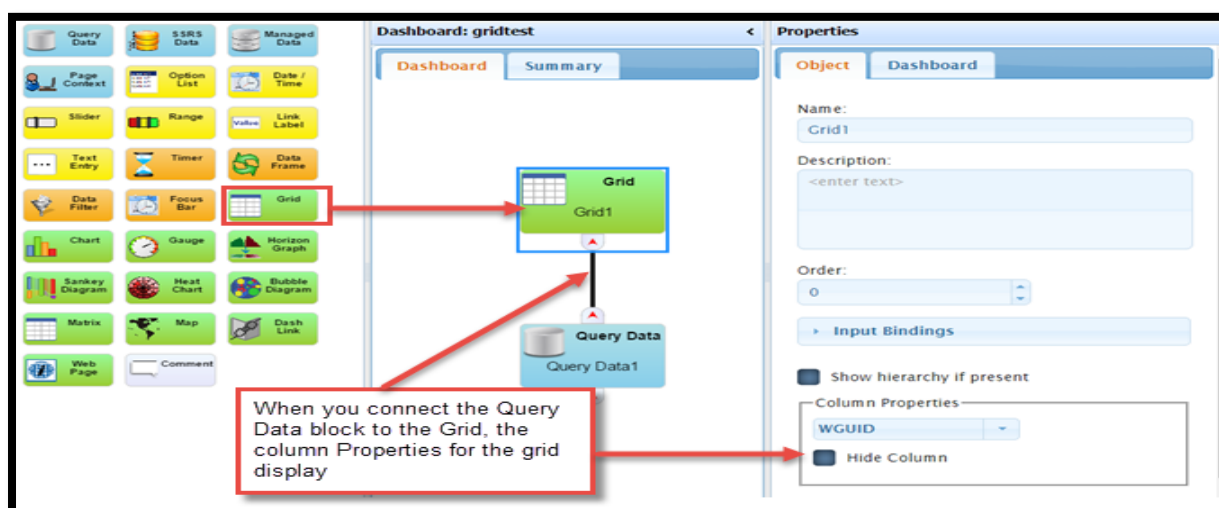 Query
Data
SSRS
Data
Managed
Data
Page
Context
Option
List
Date /
Time
Slider
Range
Value
Link
Label
Text
Entry
Timer
Data
Frame
Data
Filter
Focus
Bar
Grid
Chart
Gauge
Horizon
Graph
Sankey
Diagram
Heat
Chart
Bubble
Diagram
Matrix
Map
Dash
Link
Web
Page
Comment
Dashboard: gridtest <
Dashboard Summary
Grid
Grid1
Query Data
Query Data1
When you connect the Query
Data block to the Grid, the
column Properties for the grid
display
Properties
Object Dashboard
Name:
Grid1
Description:
<enter text>
Order:
0
Input Bindings
Show hierarchy if present
Column Properties
WGUID
Hide Column